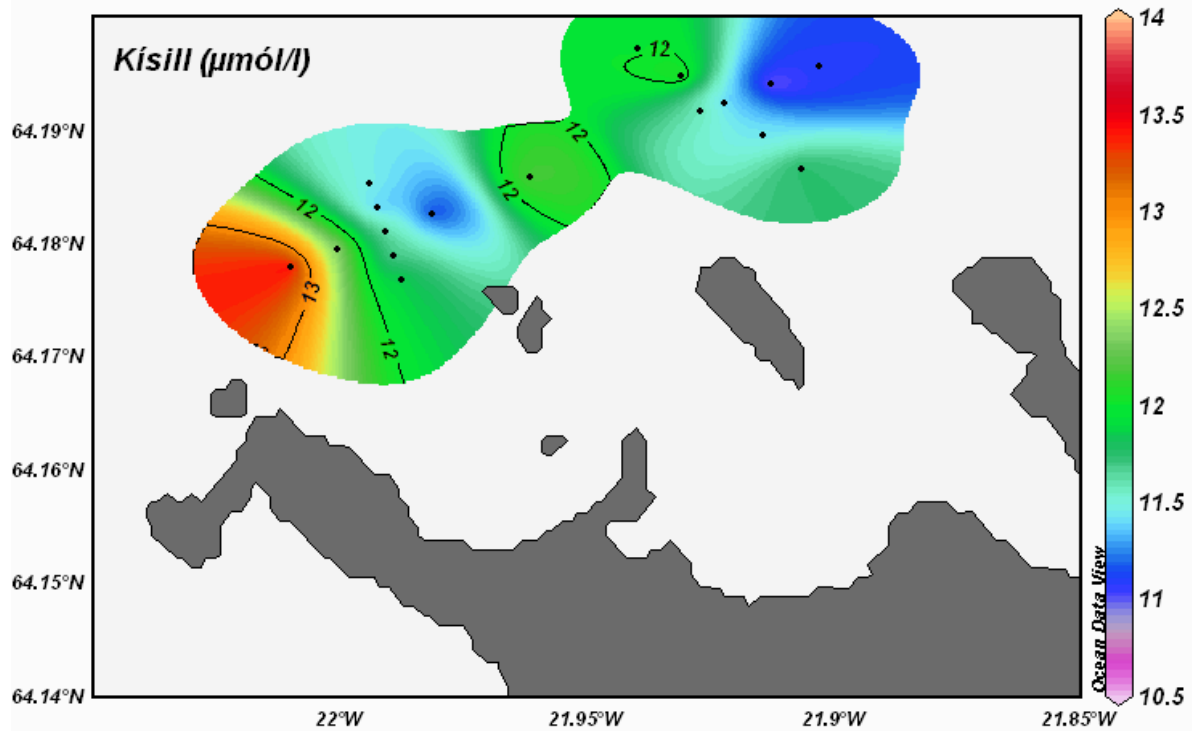 Kísill (µmól/l)
12
12
12
12
13
12
64.19°N
64.18°N
64.17°N
64.16°N
64.15°N
64.14°N
22°W
21.95°W
21.9°W
21.85°W
14
13.5
13
12.5
12
11.5
11
10.5
Ocean Data View